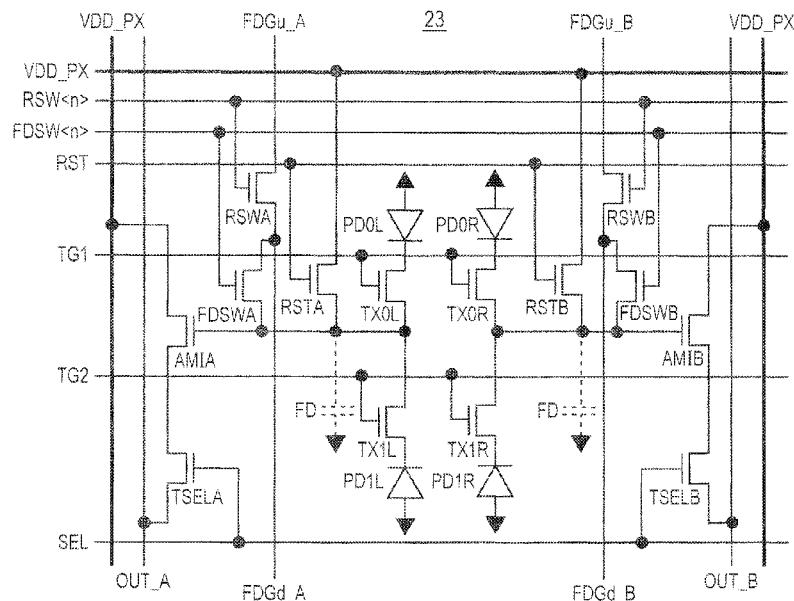 VDD_PX FDGu_A 23 FDGu_B VDD_PX
VDD_PX
RSW<n>
FDSW<n>
RST
RSWA PD0L PD0R RSWB
TG1
FDSWA RSTA TX0L TX0R RSTB FDSWB
AMIA AMIB
TG2
FD TX1L TX1R FD
TSELA PD1L PD1R TSELB
SEL
OUT_A FDGd_A FDGd_B OUT_B